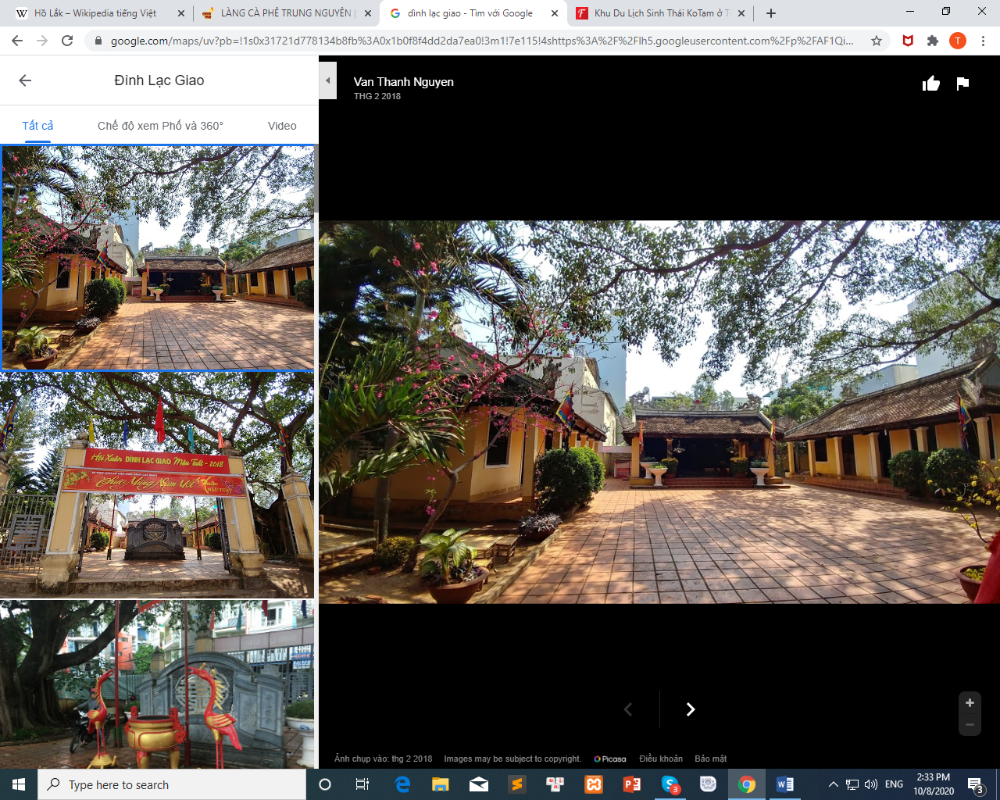 Hồ Lắk – Wikipedia tiếng Việt
LÀNG CÀ PHÊ TRUNG NGUYÊN |
dình lạc giao - Tìm với Google
Khu Du Lịch Sinh Thái KoTam ở T
google.com/maps/uv?pb=!1s0x31721d778134b8fb%3A0x1b0f8f4dd2da7ea0!3m1!7e115!4shttps%3A%2F%2Flh5.googleusercontent.com%2Fp%2FAF1Qi...
T
Đình Lạc Giao
Tất cả
Chế độ xem Phố và 360°
Video
Van Thanh Nguyen
THG 2 2018
Hội Xuân ĐÌNH LẠC GIAO Mậu Tuất - 2018
Chúc Mừng Năm Mới
XUÂN
MẬU TUẤT
Ảnh chụp vào: thg 2 2018
Images may be subject to copyright.
Picasa
Điều khoản
Bảo mật
Type here to search
3
ENG
2:33 PM
10/8/2020
3